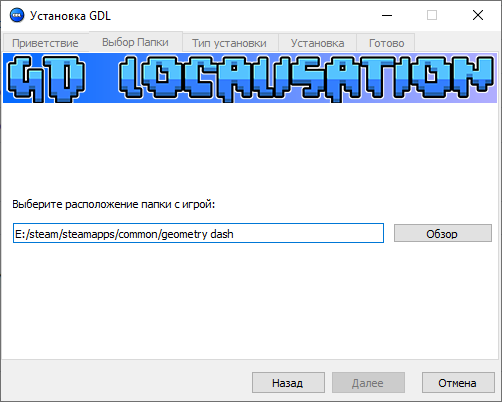 GDL Установка GDL
Приветствие Выбор Папки Тип установки Установка Готово
GD LOCALISATION
Выберите расположение папки с игрой:
E:/steam/steamapps/common/geometry dash Обзор
Назад Далее Отмена